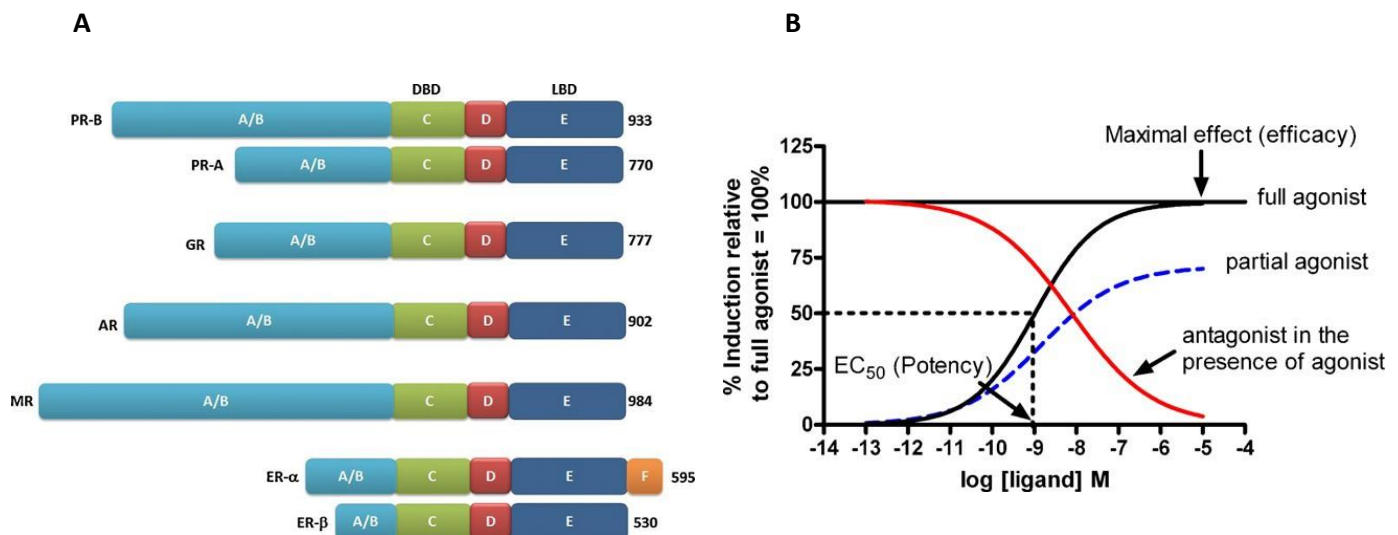 A
B
DBD LBD
PR-B A/B C D E 933
PR-A A/B C D E 770
GR A/B C D E 777
AR A/B C D E 902
MR A/B C D E 984
ER-α A/B C D E F 595
ER-β A/B C D E 530
Maximal effect (efficacy)
% Induction relative
to full agonist = 100%
125
100
75
50
25
0
full agonist
partial agonist
antagonist in the
presence of agonist
EC50 (Potency)
-14 -13 -12 -11 -10 -9 -8 -7 -6 -5 -4
log [ligand] M